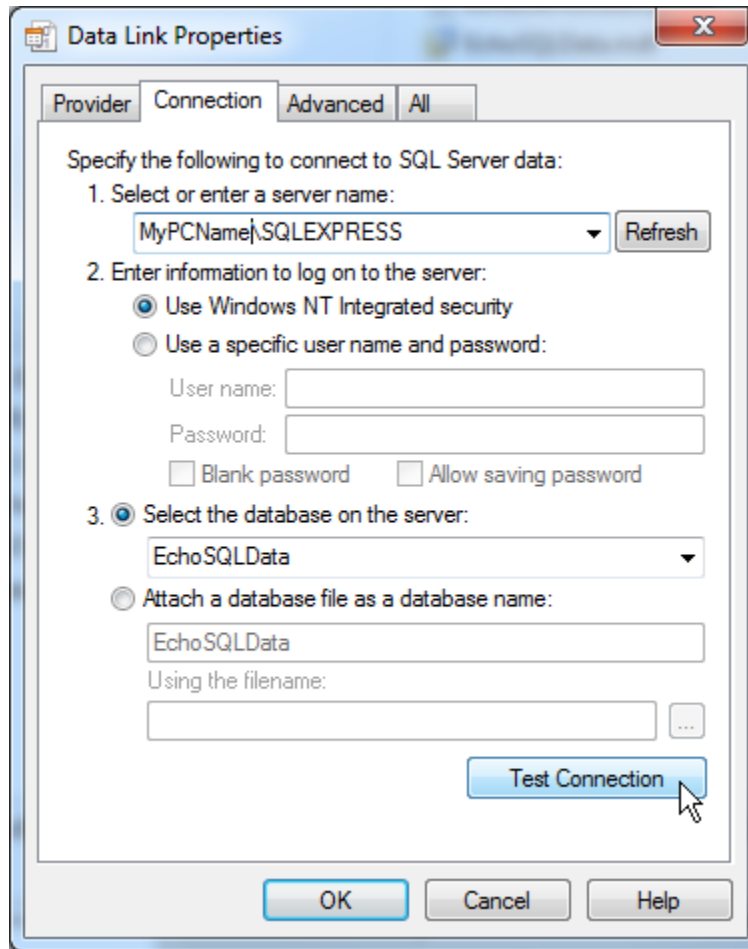 Data Link Properties
Provider Connection Advanced All
Specify the following to connect to SQL Server data:
1. Select or enter a server name:
MyPCName\SQLEXPRESS Refresh
2. Enter information to log on to the server:
Use Windows NT Integrated security
Use a specific user name and password:
User name:
Password:
Blank password Allow saving password
3. Select the database on the server:
EchoSQLData
Attach a database file as a database name:
EchoSQLData
Using the filename:
...
Test Connection
OK Cancel Help